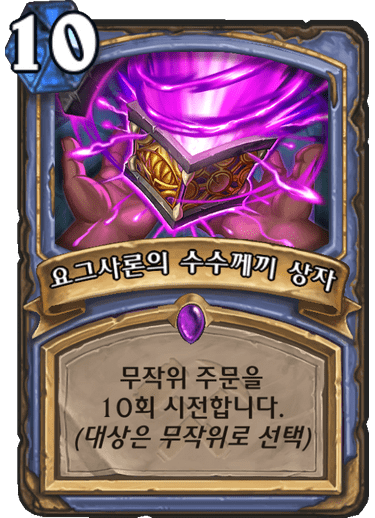 10
요그사론의 수수께끼 상자
무작위 주문을
10회 시전합니다.
(대상은 무작위로 선택)